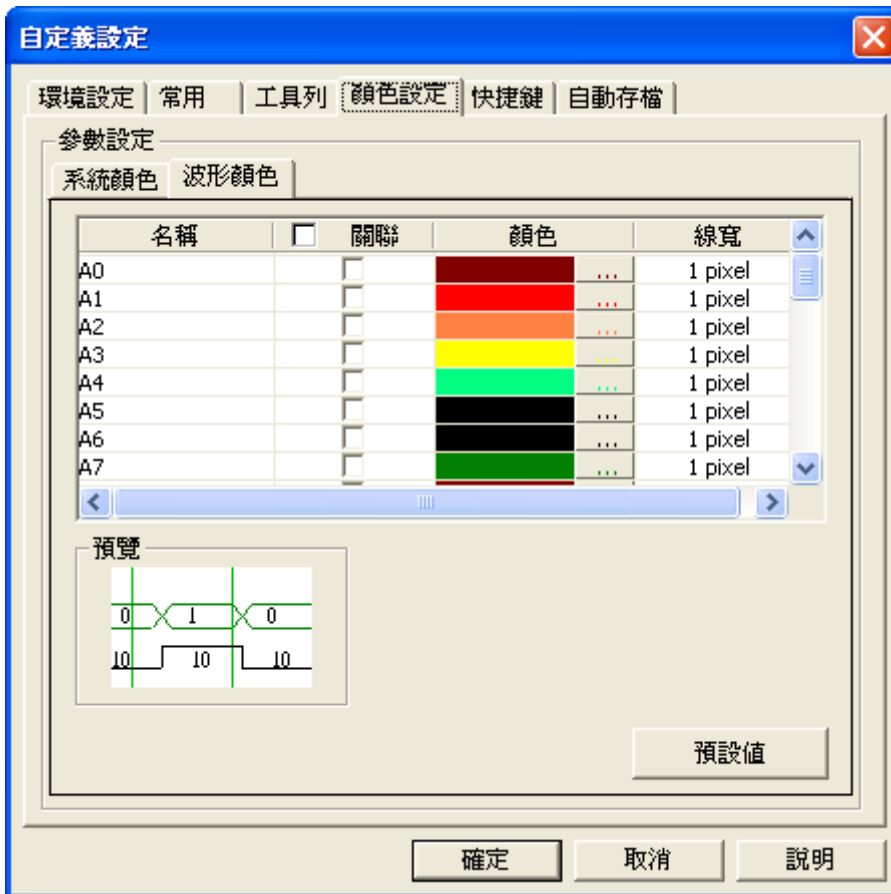 自定義設定
環境設定 常用 工具列 顏色設定 快捷鍵 自動存檔
參數設定
系統顏色 波形顏色
名稱 關聯 顏色 線寬
A0 ... 1 pixel
A1 ... 1 pixel
A2 ... 1 pixel
A3 ... 1 pixel
A4 ... 1 pixel
A5 ... 1 pixel
A6 ... 1 pixel
A7 ... 1 pixel
預覽
0 1 0
10 10 10
預設值
確定 取消 說明